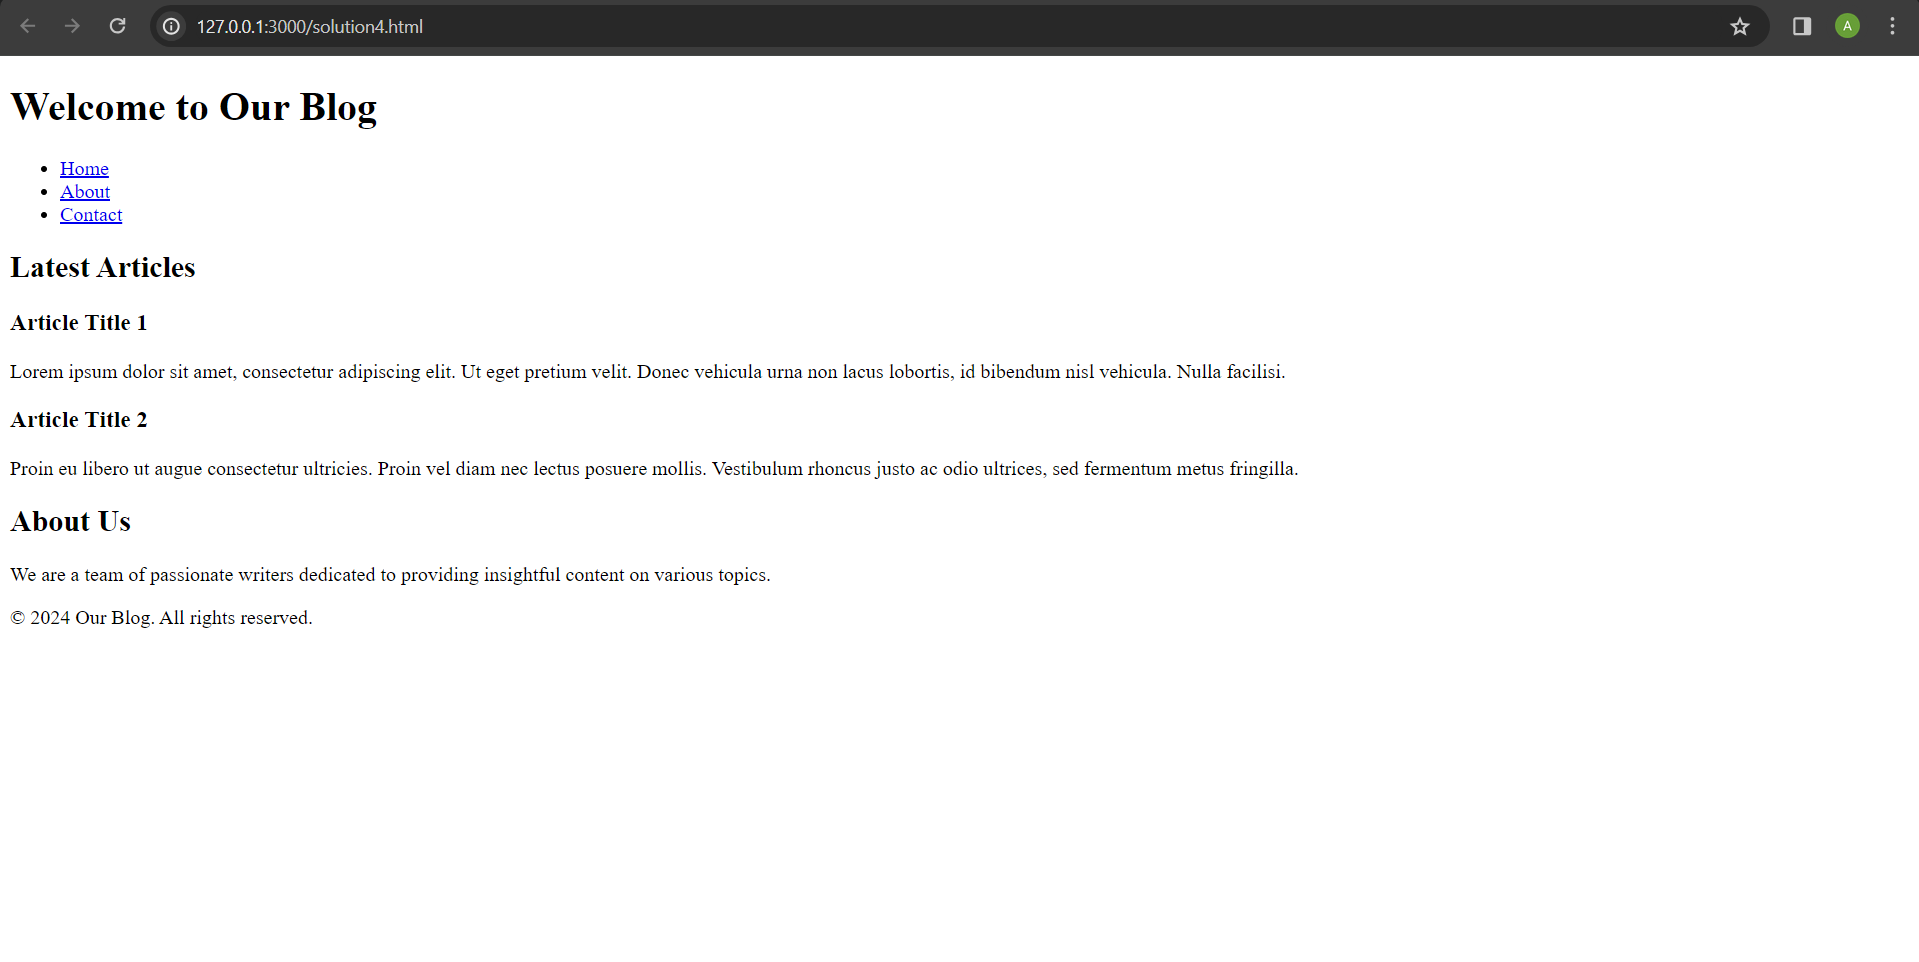 127.0.0.1:3000/solution4.html
A
Welcome to Our Blog
Home
About
Contact
Latest Articles
Article Title 1
Lorem ipsum dolor sit amet, consectetur adipiscing elit. Ut eget pretium velit. Donec vehicula urna non lacus lobortis, id bibendum nisl vehicula. Nulla facilisi.
Article Title 2
Proin eu libero ut augue consectetur ultricies. Proin vel diam nec lectus posuere mollis. Vestibulum rhoncus justo ac odio ultrices, sed fermentum metus fringilla.
About Us
We are a team of passionate writers dedicated to providing insightful content on various topics.
© 2024 Our Blog. All rights reserved.